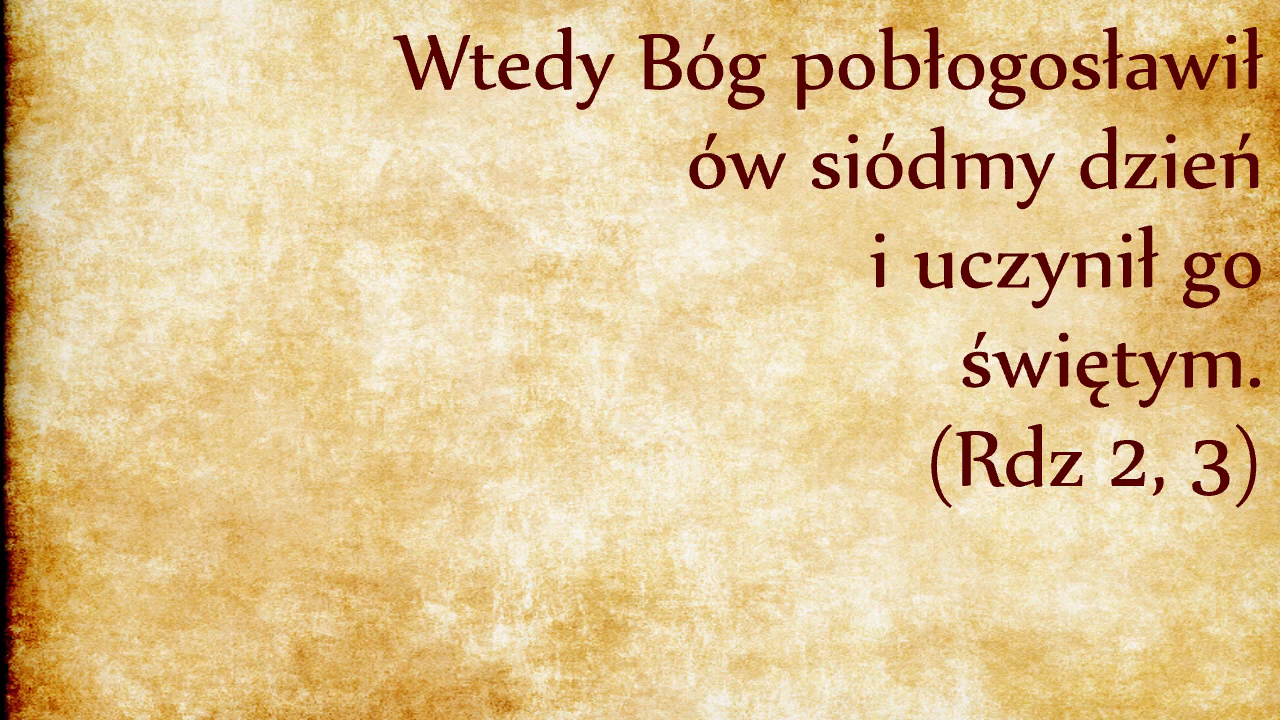 Wtedy Bóg pobłogosławił
ów siódmy dzień
i uczynił go
świętym.
(Rdz 2, 3)